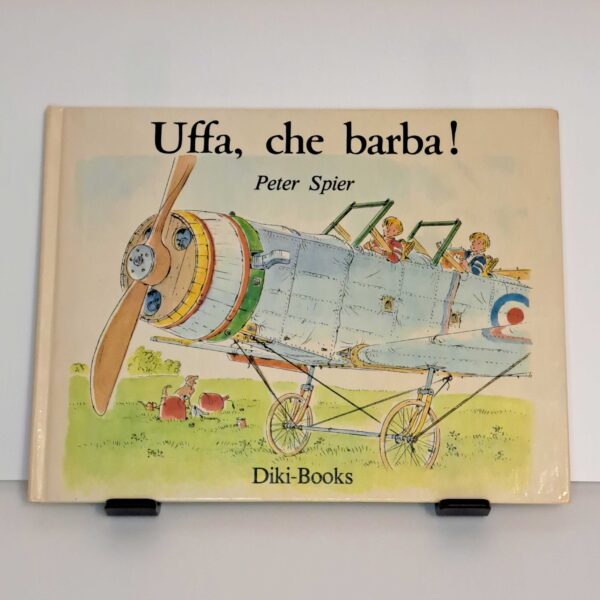 Uffa, che barba!
Peter Spier
Diki-Books